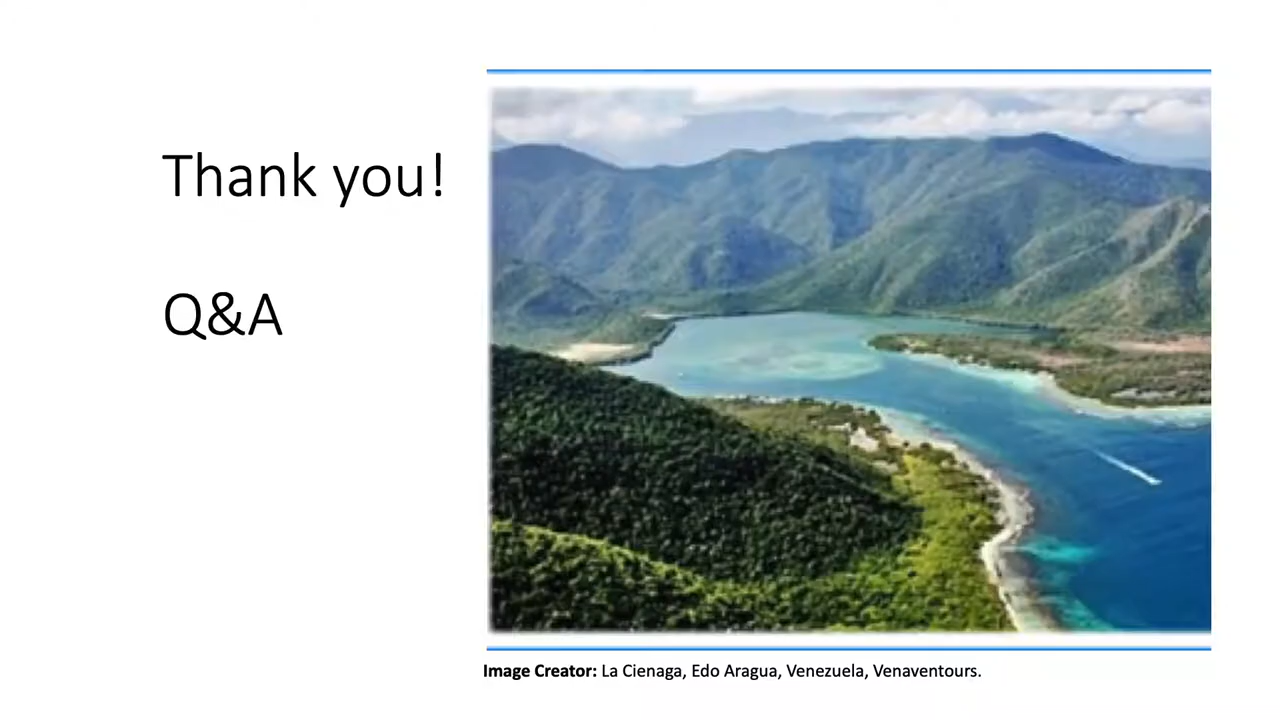 Thank you!
Q&A
Image Creator: La Cienaga, Edo Aragua, Venezuela, Venaventours.